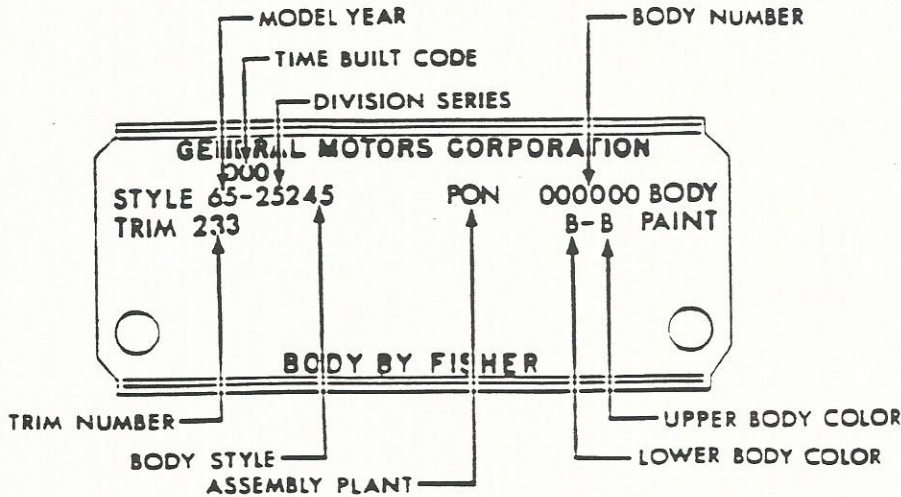 MODEL YEAR
BODY NUMBER
TIME BUILT CODE
DIVISION SERIES
GENERAL MOTORS CORPORATION
000
STYLE 65-25245 PON 000000 BODY
TRIM 233 B-B PAINT
BODY BY FISHER
TRIM NUMBER
UPPER BODY COLOR
BODY STYLE
LOWER BODY COLOR
ASSEMBLY PLANT